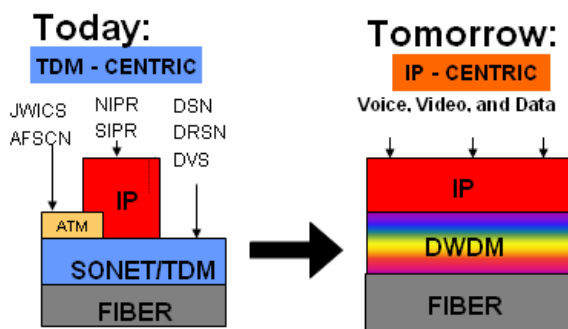 Today:
TDM - CENTRIC
JWICS
AFSCN
NIPR
SIPR
DSN
DRSN
DVS
IP
ATM
SONET/TDM
FIBER
Tomorrow:
IP - CENTRIC
Voice, Video, and Data
IP
DWDM
FIBER